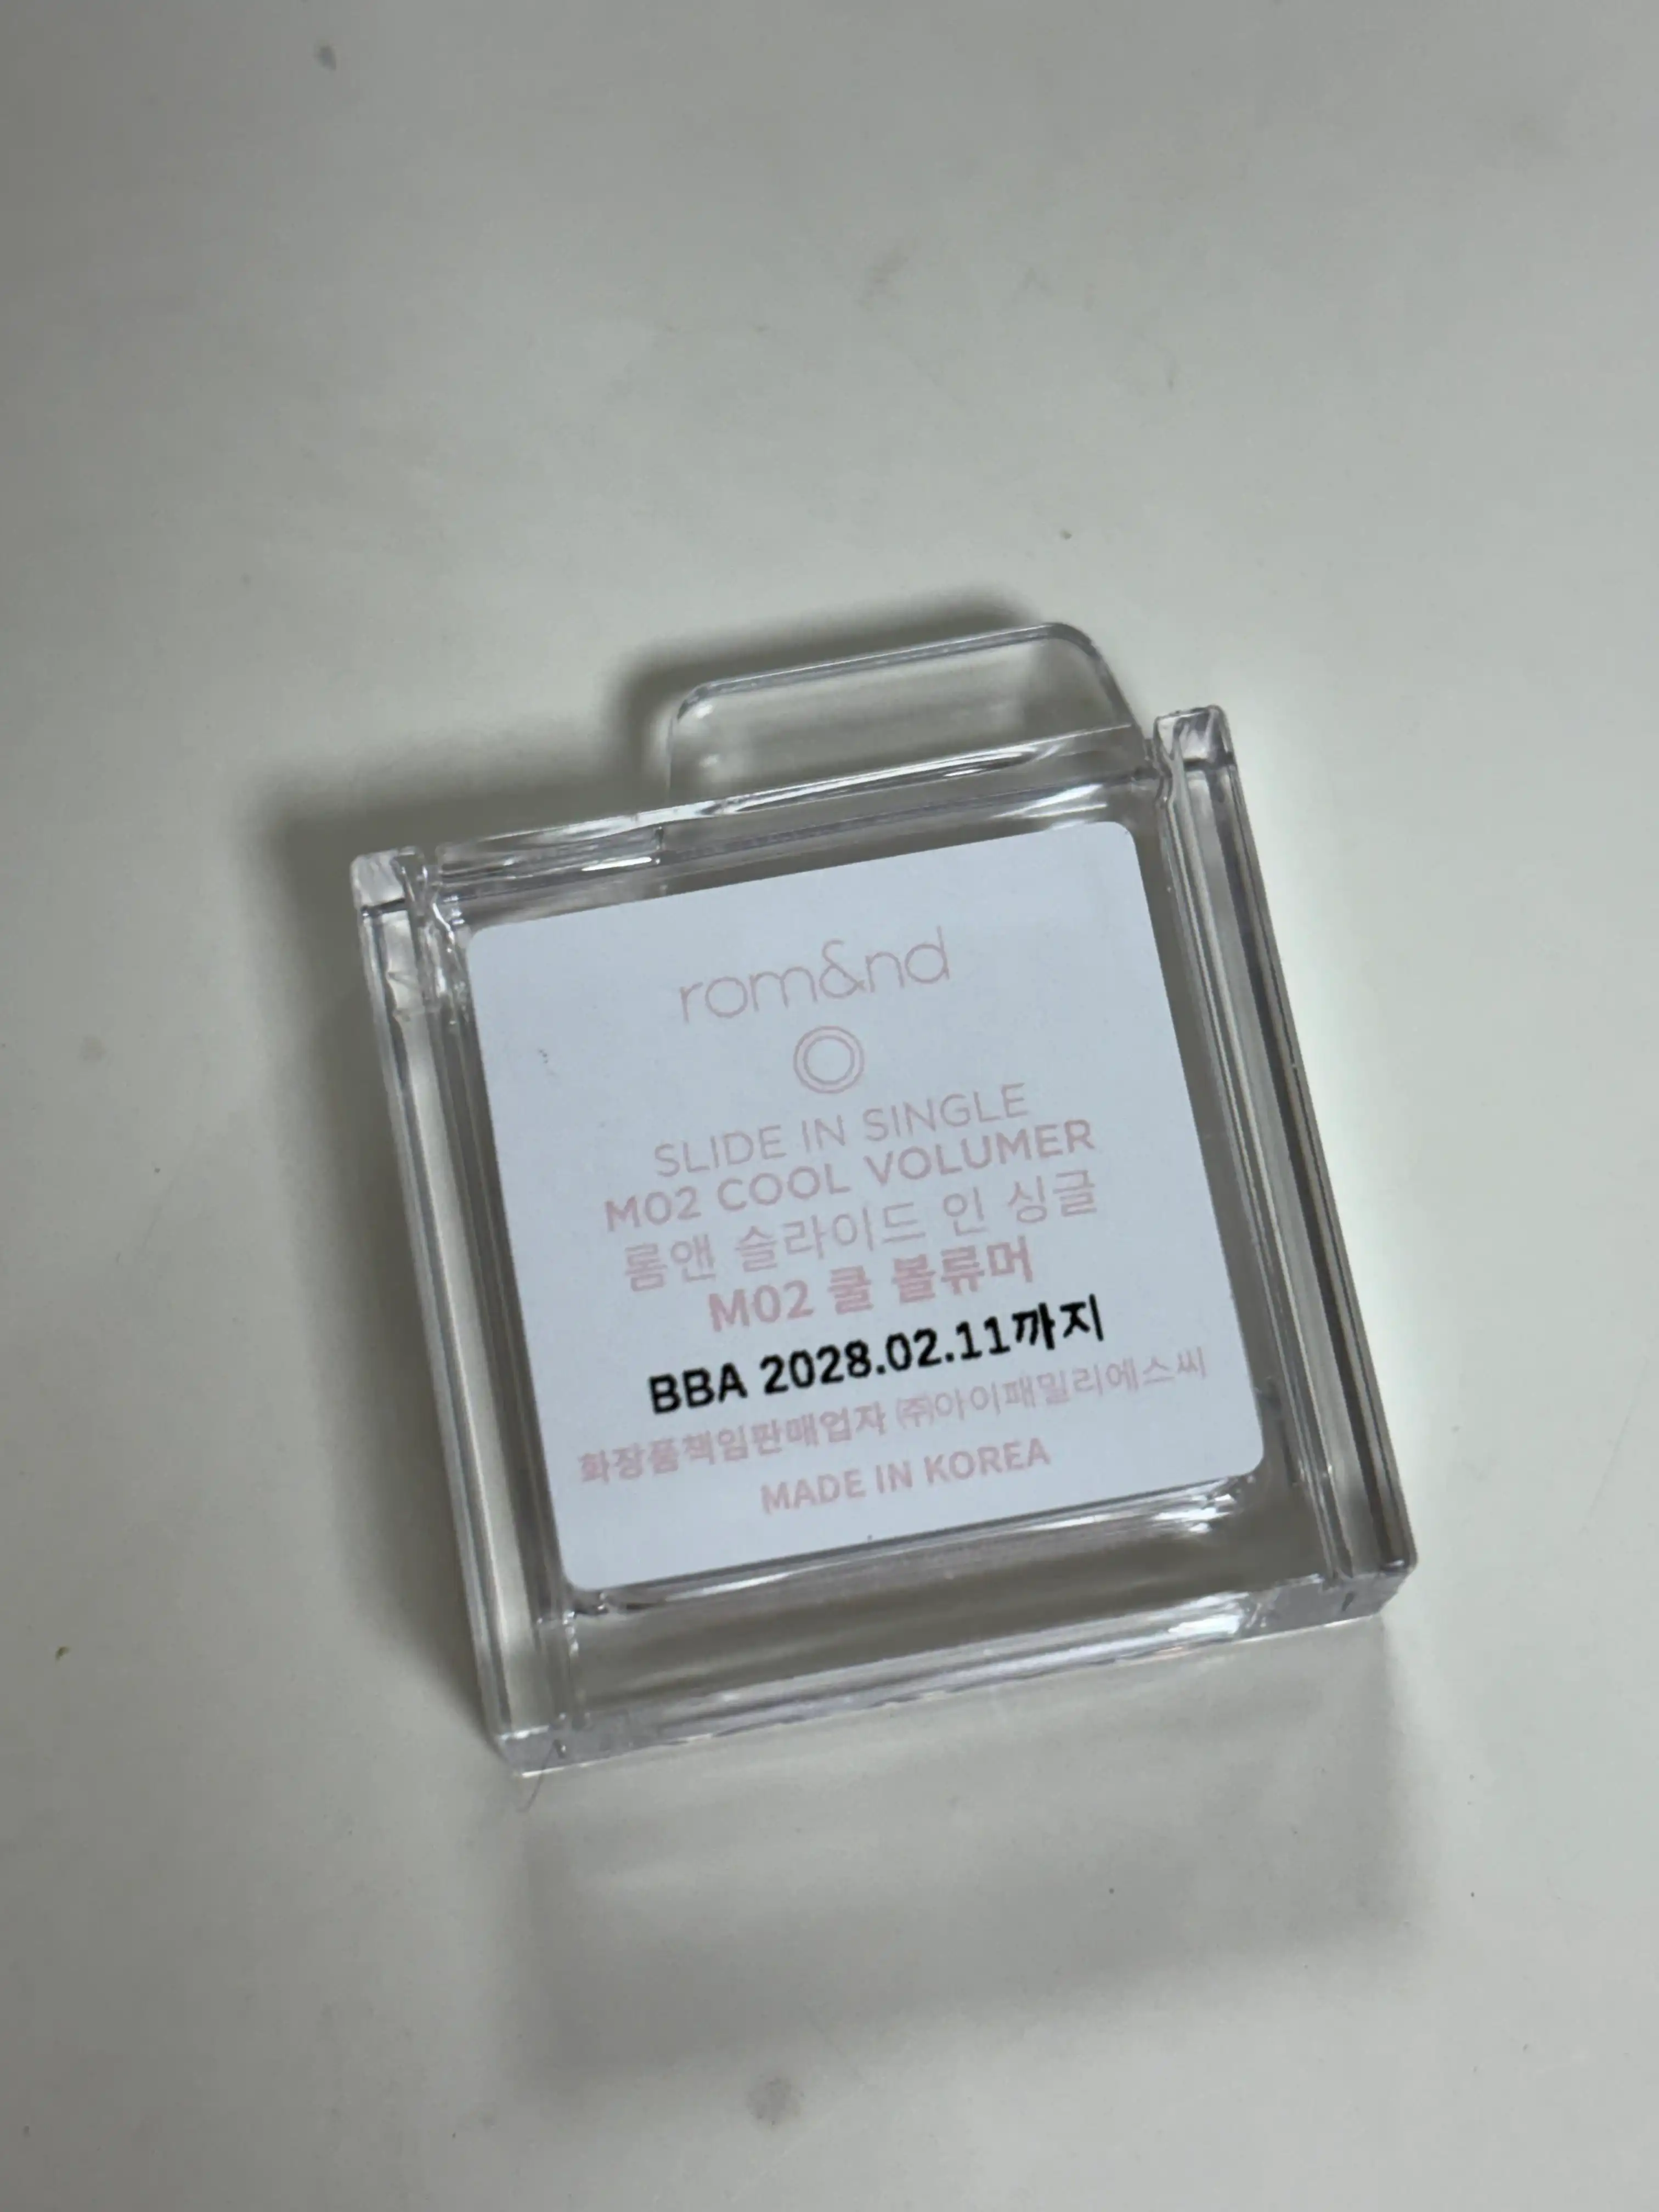 rom&nd
SLIDE IN SINGLE
M02 COOL VOLUMER
롬앤 슬라이드 인 싱글
M02 쿨 볼류머
BBA 2028.02.11까지
화장품책임판매업자 ㈜아이패밀리에스씨
MADE IN KOREA